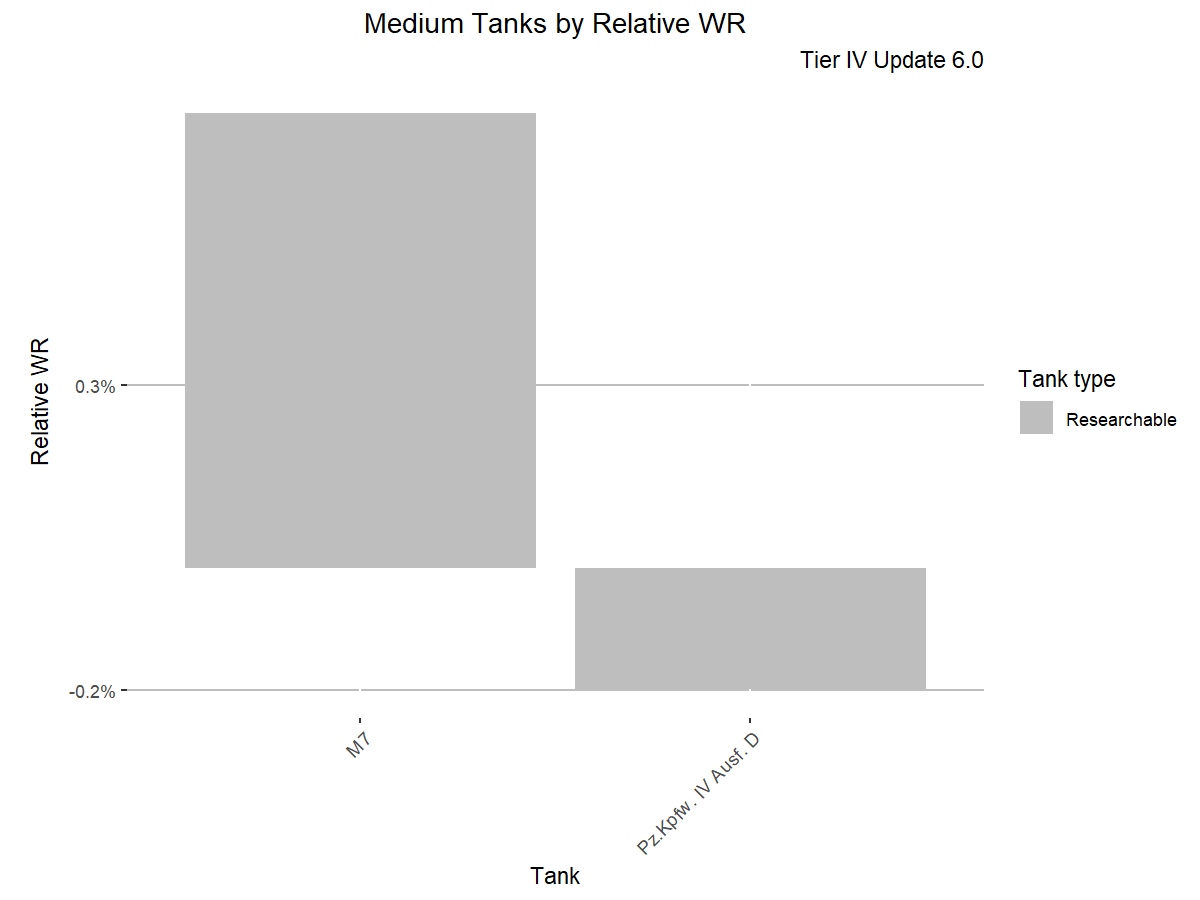 Medium Tanks by Relative WR
Tier IV Update 6.0
Relative WR
0.3%
-0.2%
M7
Pz.Kpfw. IV Ausf. D
Tank
Tank type
Researchable